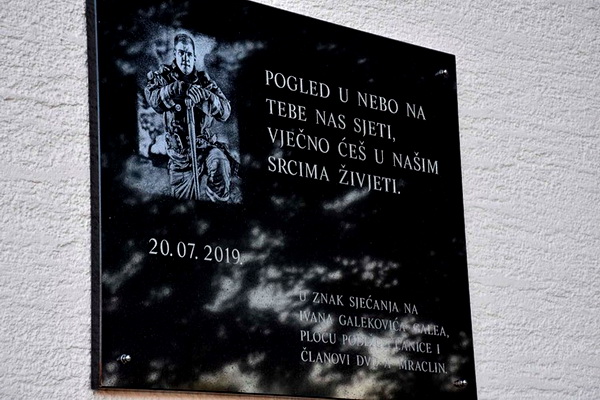 POGLED U NEBO NA
TEBE NAS SJETI,
VJEČNO ĆEŠ U NAŠIM
SRCIMA ŽIVJETI.
20.07.2019.
U ZNAK SJEĆANJA NA
IVANA GALEKOVIĆA GALEA,
PLOČU
ČLANOVI MRACLIN.